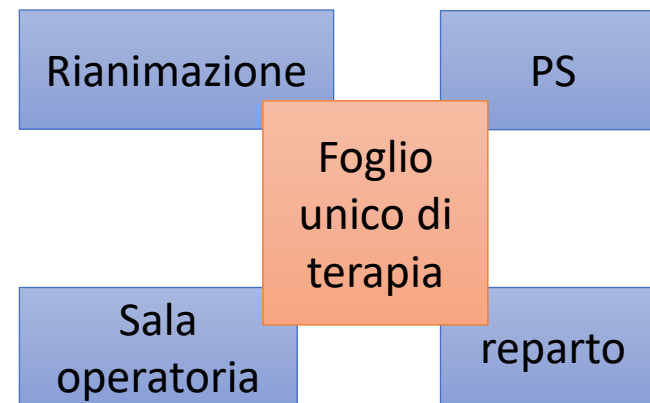 Rianimazione
PS
Foglio
unico di
terapia
Sala
operatoria
reparto